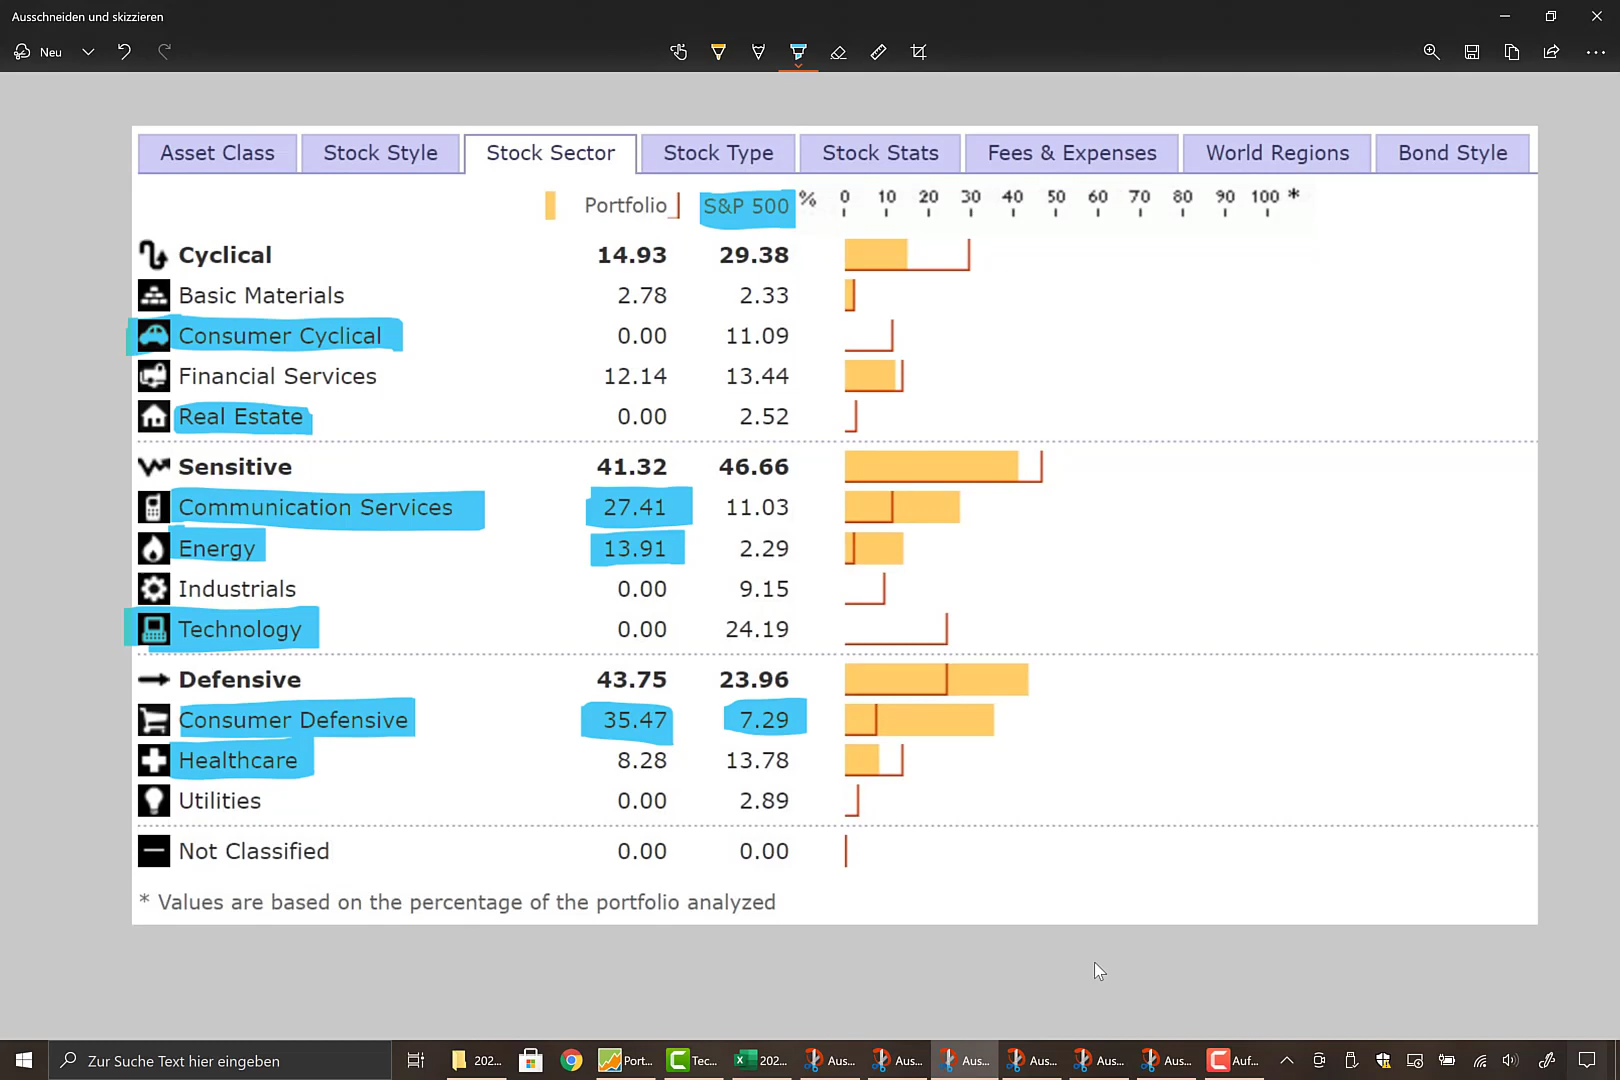 Ausschneiden und skizzieren
Neu
Asset Class Stock Style Stock Sector Stock Type Stock Stats Fees & Expenses World Regions Bond Style
Portfolio S&P 500 % 0 10 20 30 40 50 60 70 80 90 100 *
Cyclical 14.93 29.38
Basic Materials 2.78 2.33
Consumer Cyclical 0.00 11.09
Financial Services 12.14 13.44
Real Estate 0.00 2.52
Sensitive 41.32 46.66
Communication Services 27.41 11.03
Energy 13.91 2.29
Industrials 0.00 9.15
Technology 0.00 24.19
Defensive 43.75 23.96
Consumer Defensive 35.47 7.29
Healthcare 8.28 13.78
Utilities 0.00 2.89
Not Classified 0.00 0.00
* Values are based on the percentage of the portfolio analyzed
Zur Suche Text hier eingeben 202... Port... Tec... 202... Aus... Aus... Aus... Aus... Aus... Aus... Auf...